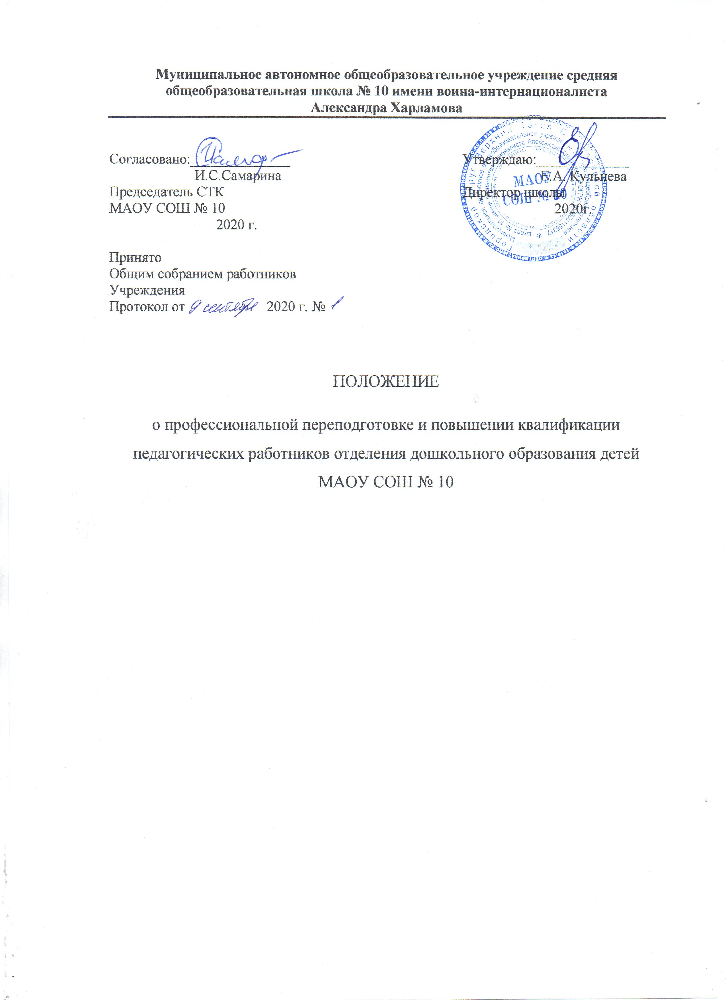 Муниципальное автономное общеобразовательное учреждение средняя
общеобразовательная школа № 10 имени воина-интернационалиста
Александра Харламова
Согласовано:
И.С.Самарина
Председатель СТК
МАОУ СОШ № 10
2020 г.
Утверждаю:
Е.А. Кульнева
Директор школы
2020г.
МАОУ
СОШ № 10
Принято
Общим собранием работников
Учреждения
Протокол от 9 сентября 2020 г. № 1
ПОЛОЖЕНИЕ
о профессиональной переподготовке и повышении квалификации
педагогических работников отделения дошкольного образования детей
МАОУ СОШ № 10